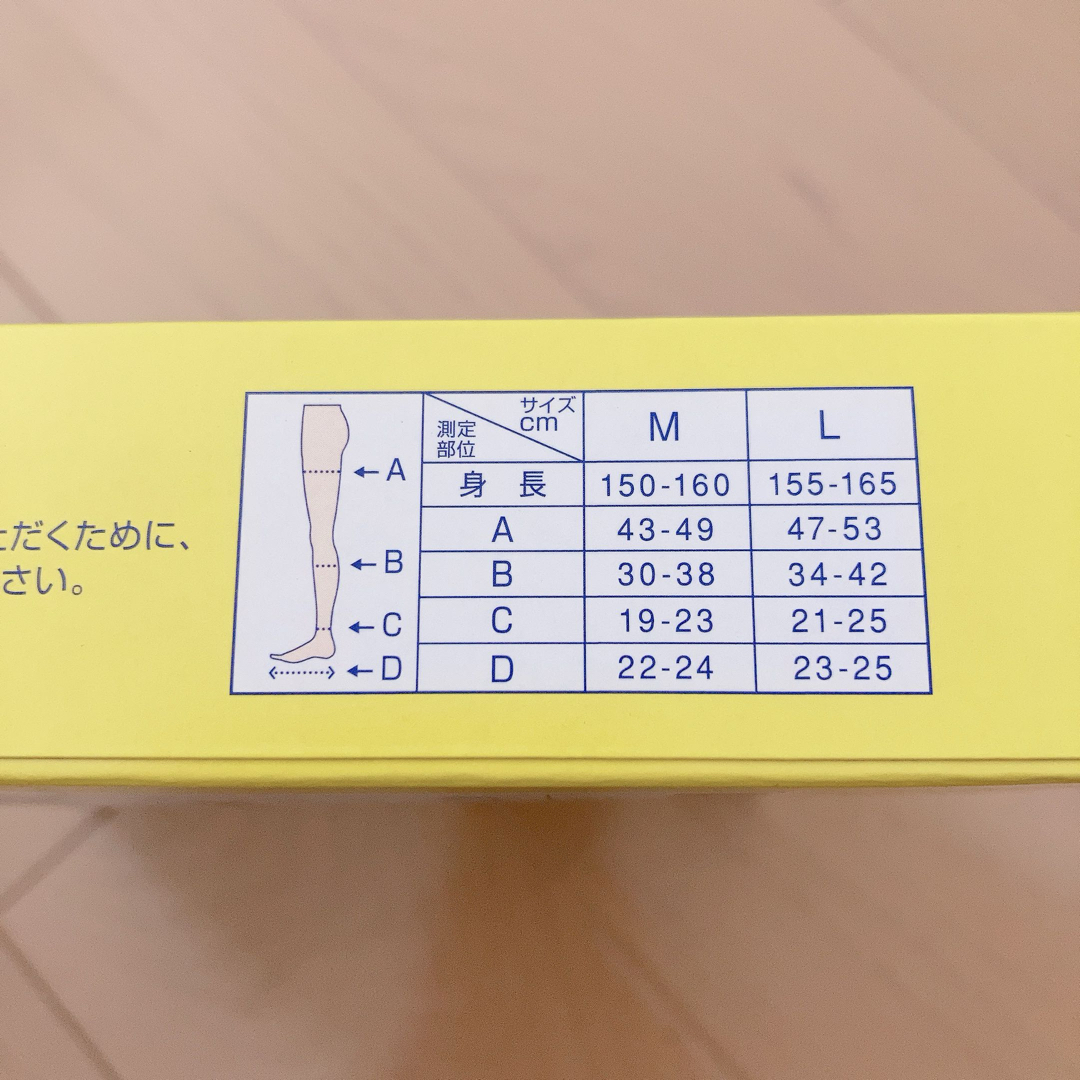 だくために、
さい。
A
B
C
D
サイズ
cm
測定
部位
M
L
身 長 150-160 155-165
A 43-49 47-53
B 30-38 34-42
C 19-23 21-25
D 22-24 23-25